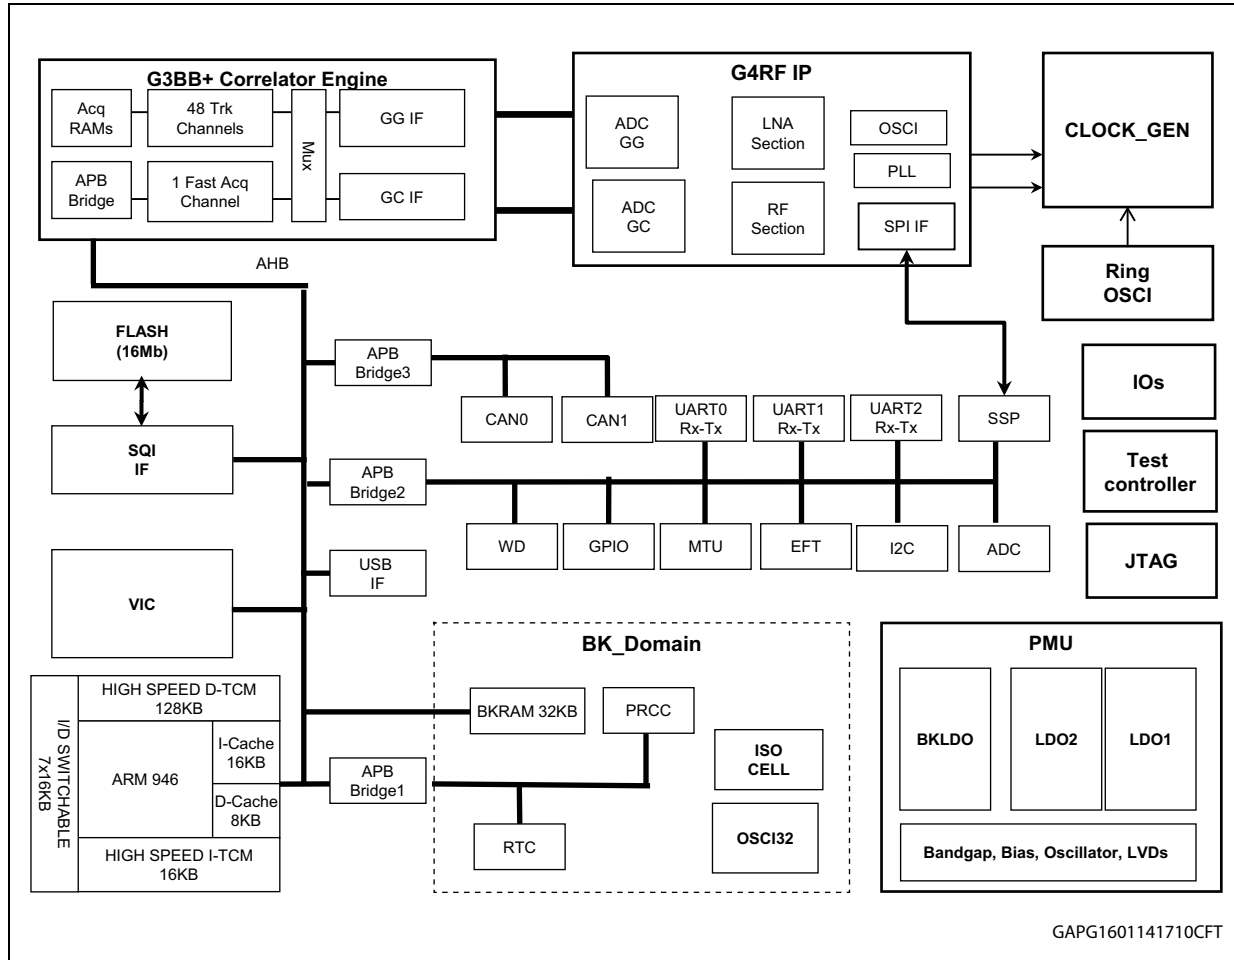 G3BB+ Correlator Engine
Acq
RAMs
48 Trk
Channels
Mux
GG IF
APB
Bridge
1 Fast Acq
Channel
GC IF
G4RF IP
ADC
GG
LNA
Section
OSCI
PLL
ADC
GC
RF
Section
SPI IF
CLOCK_GEN
Ring
OSCI
AHB
FLASH
(16Mb)
APB
Bridge3
IOs
CAN0
CAN1
UART0
Rx-Tx
UART1
Rx-Tx
UART2
Rx-Tx
SSP
SQI
IF
APB
Bridge2
Test
controller
WD
GPIO
MTU
EFT
I2C
ADC
JTAG
VIC
USB
IF
BK_Domain
BKRAM 32KB
PRCC
ISO
CELL
RTC
OSCI32
APB
Bridge1
I/D SWITCHABLE
7x16KB
HIGH SPEED D-TCM
128KB
ARM 946
I-Cache
16KB
D-Cache
8KB
HIGH SPEED I-TCM
16KB
PMU
BKLDO
LDO2
LDO1
Bandgap, Bias, Oscillator, LVDs
GAPG1601141710CFT